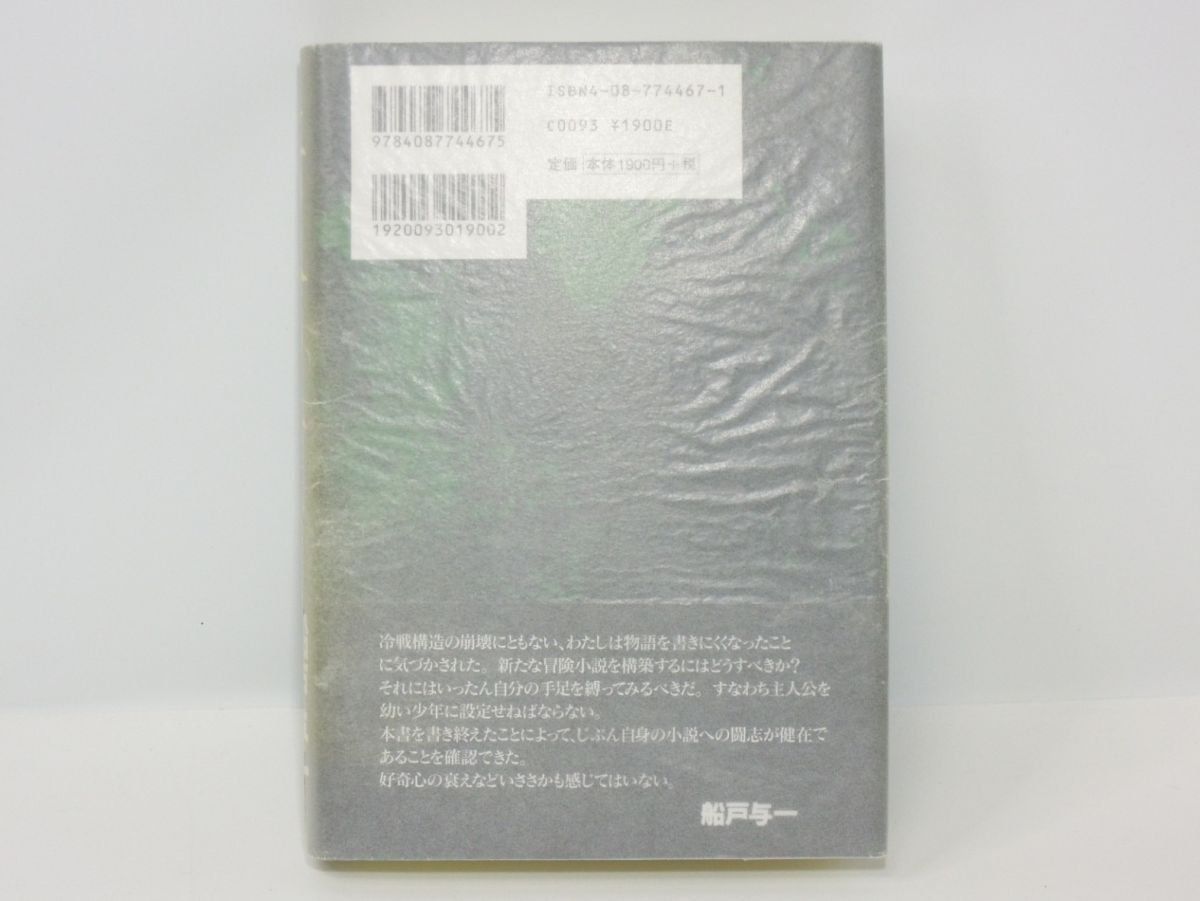 ISBN4-08-774467-1
C0093 ¥1900E
定価 本体1900円+税
9784087744675
1920093019002
冷戦構造の崩壊にともない、わたしは物語を書きにくくなったこと
に気づかされた。新たな冒険小説を構築するにはどうすべきか?
それにはいったん自分の手足を縛ってみるべきだ。すなわち主人公を
幼い少年に設定せねばならない。
本書を書き終えたことによって、じぶん自身の小説への闘志が健在で
あることを確認できた。
好奇心の衰えなどいささかも感じてはいない。
船戸与一